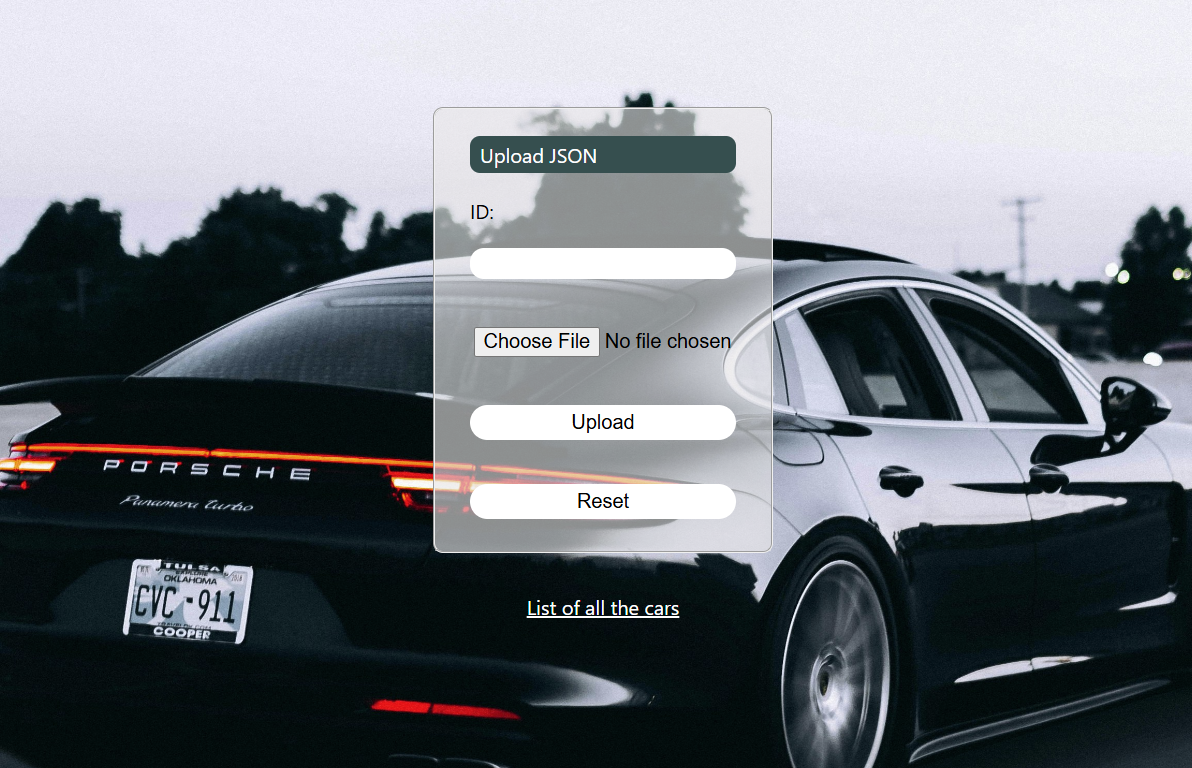 Upload JSON
ID:
Choose File No file chosen
Upload
PORSCHE
Panamera turbo
Reset
TULSA
EXPLORE
OKLAHOMA
CVC-911
COOPER
List of all the cars